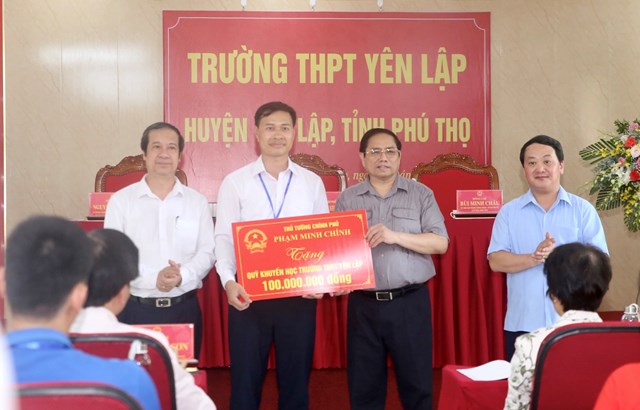 TRƯỜNG THPT YÊN LẬP
HUYỆN LẬP, TỈNH PHÚ THỌ
BÙI MINH CHÂU
THỦ TƯỚNG CHÍNH PHỦ
PHẠM MINH CHÍNH
Tặng
QUỸ KHUYẾN HỌC TRƯỜNG THPT YÊN LẬP
100.000.000 đồng
SƠN